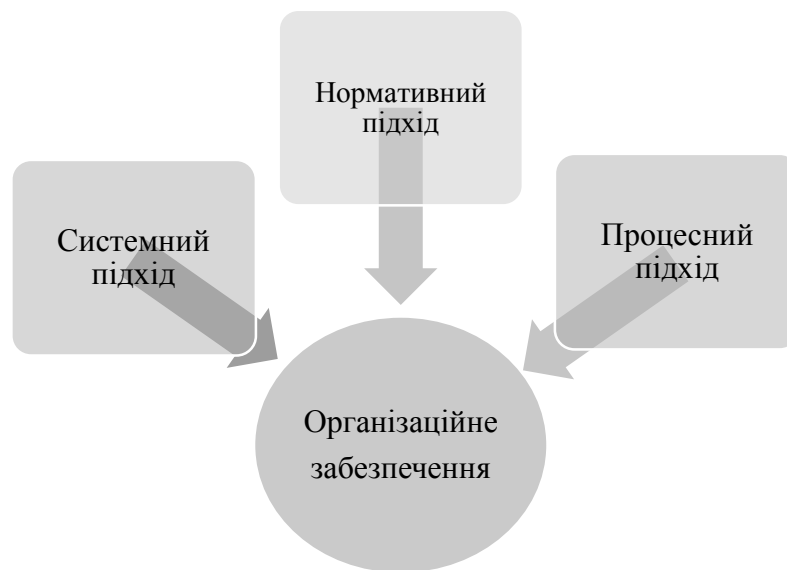 Нормативний
підхід
Системний
підхід
Процесний
підхід
Організаційне
забезпечення